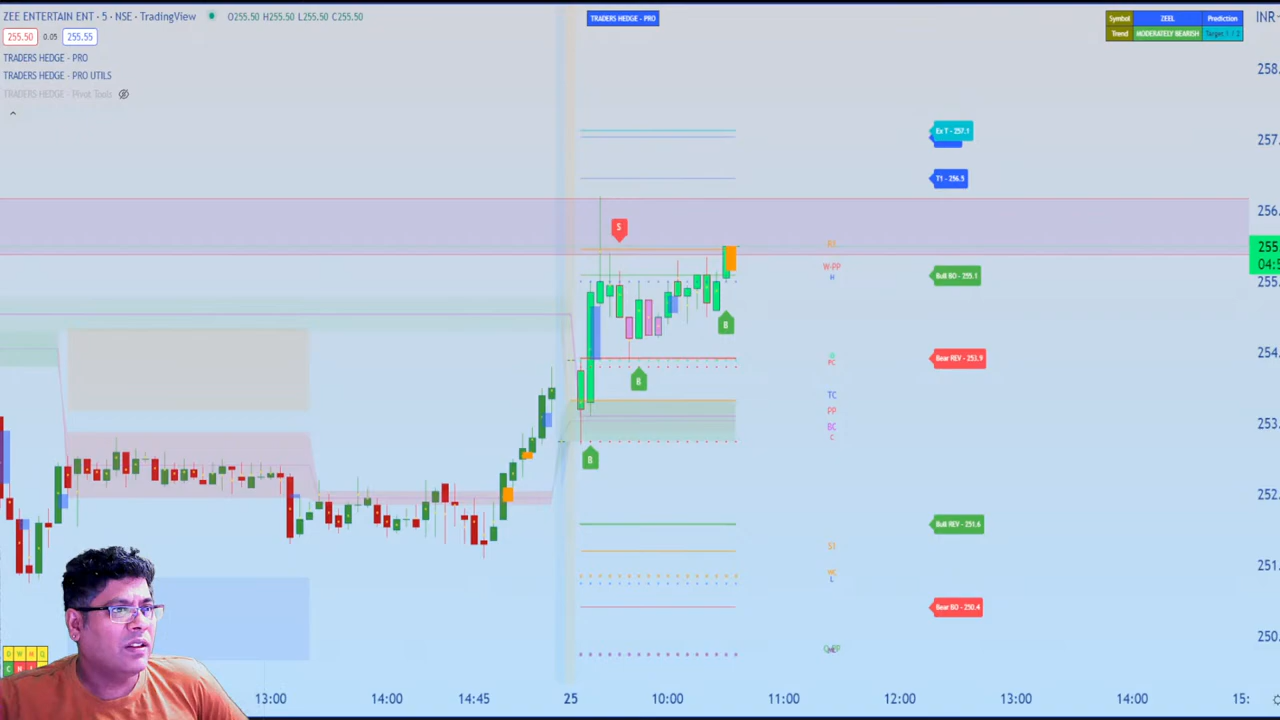 ZEE ENTERTAIN ENT · 5 · NSE · TradingView O255.50 H255.50 L255.50 C255.50
255.50 0.05 255.55
TRADERS HEDGE - PRO
TRADERS HEDGE - PRO UTILS
TRADERS HEDGE - Pivot Tools
TRADERS HEDGE - PRO
Symbol ZEEL Prediction
Trend MODERATELY BEARISH Target 1 / 2
INR
258.
257.
256.
255
04:5
255.
254.
253.
252.
251.
250.
Ex T - 257.1
T1 - 256.5
S
W-PP
H
Bull BO - 255.1
B
Bear REV - 253.9
PC
B
TC
PP
BC
C
B
Bull REV - 251.6
S1
L
Bear BO - 250.4
D W M Q
C N
13:00 14:00 14:45 25 10:00 11:00 12:00 13:00 14:00 15: